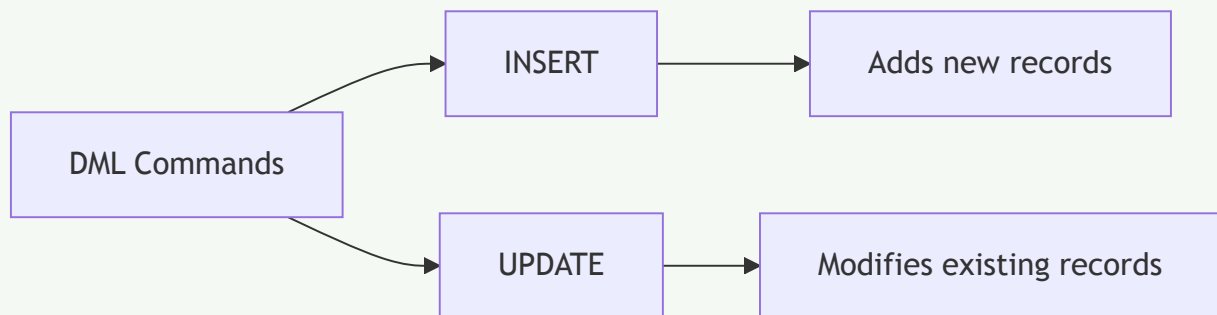 INSERT
Adds new records
DML Commands
UPDATE
Modifies existing records